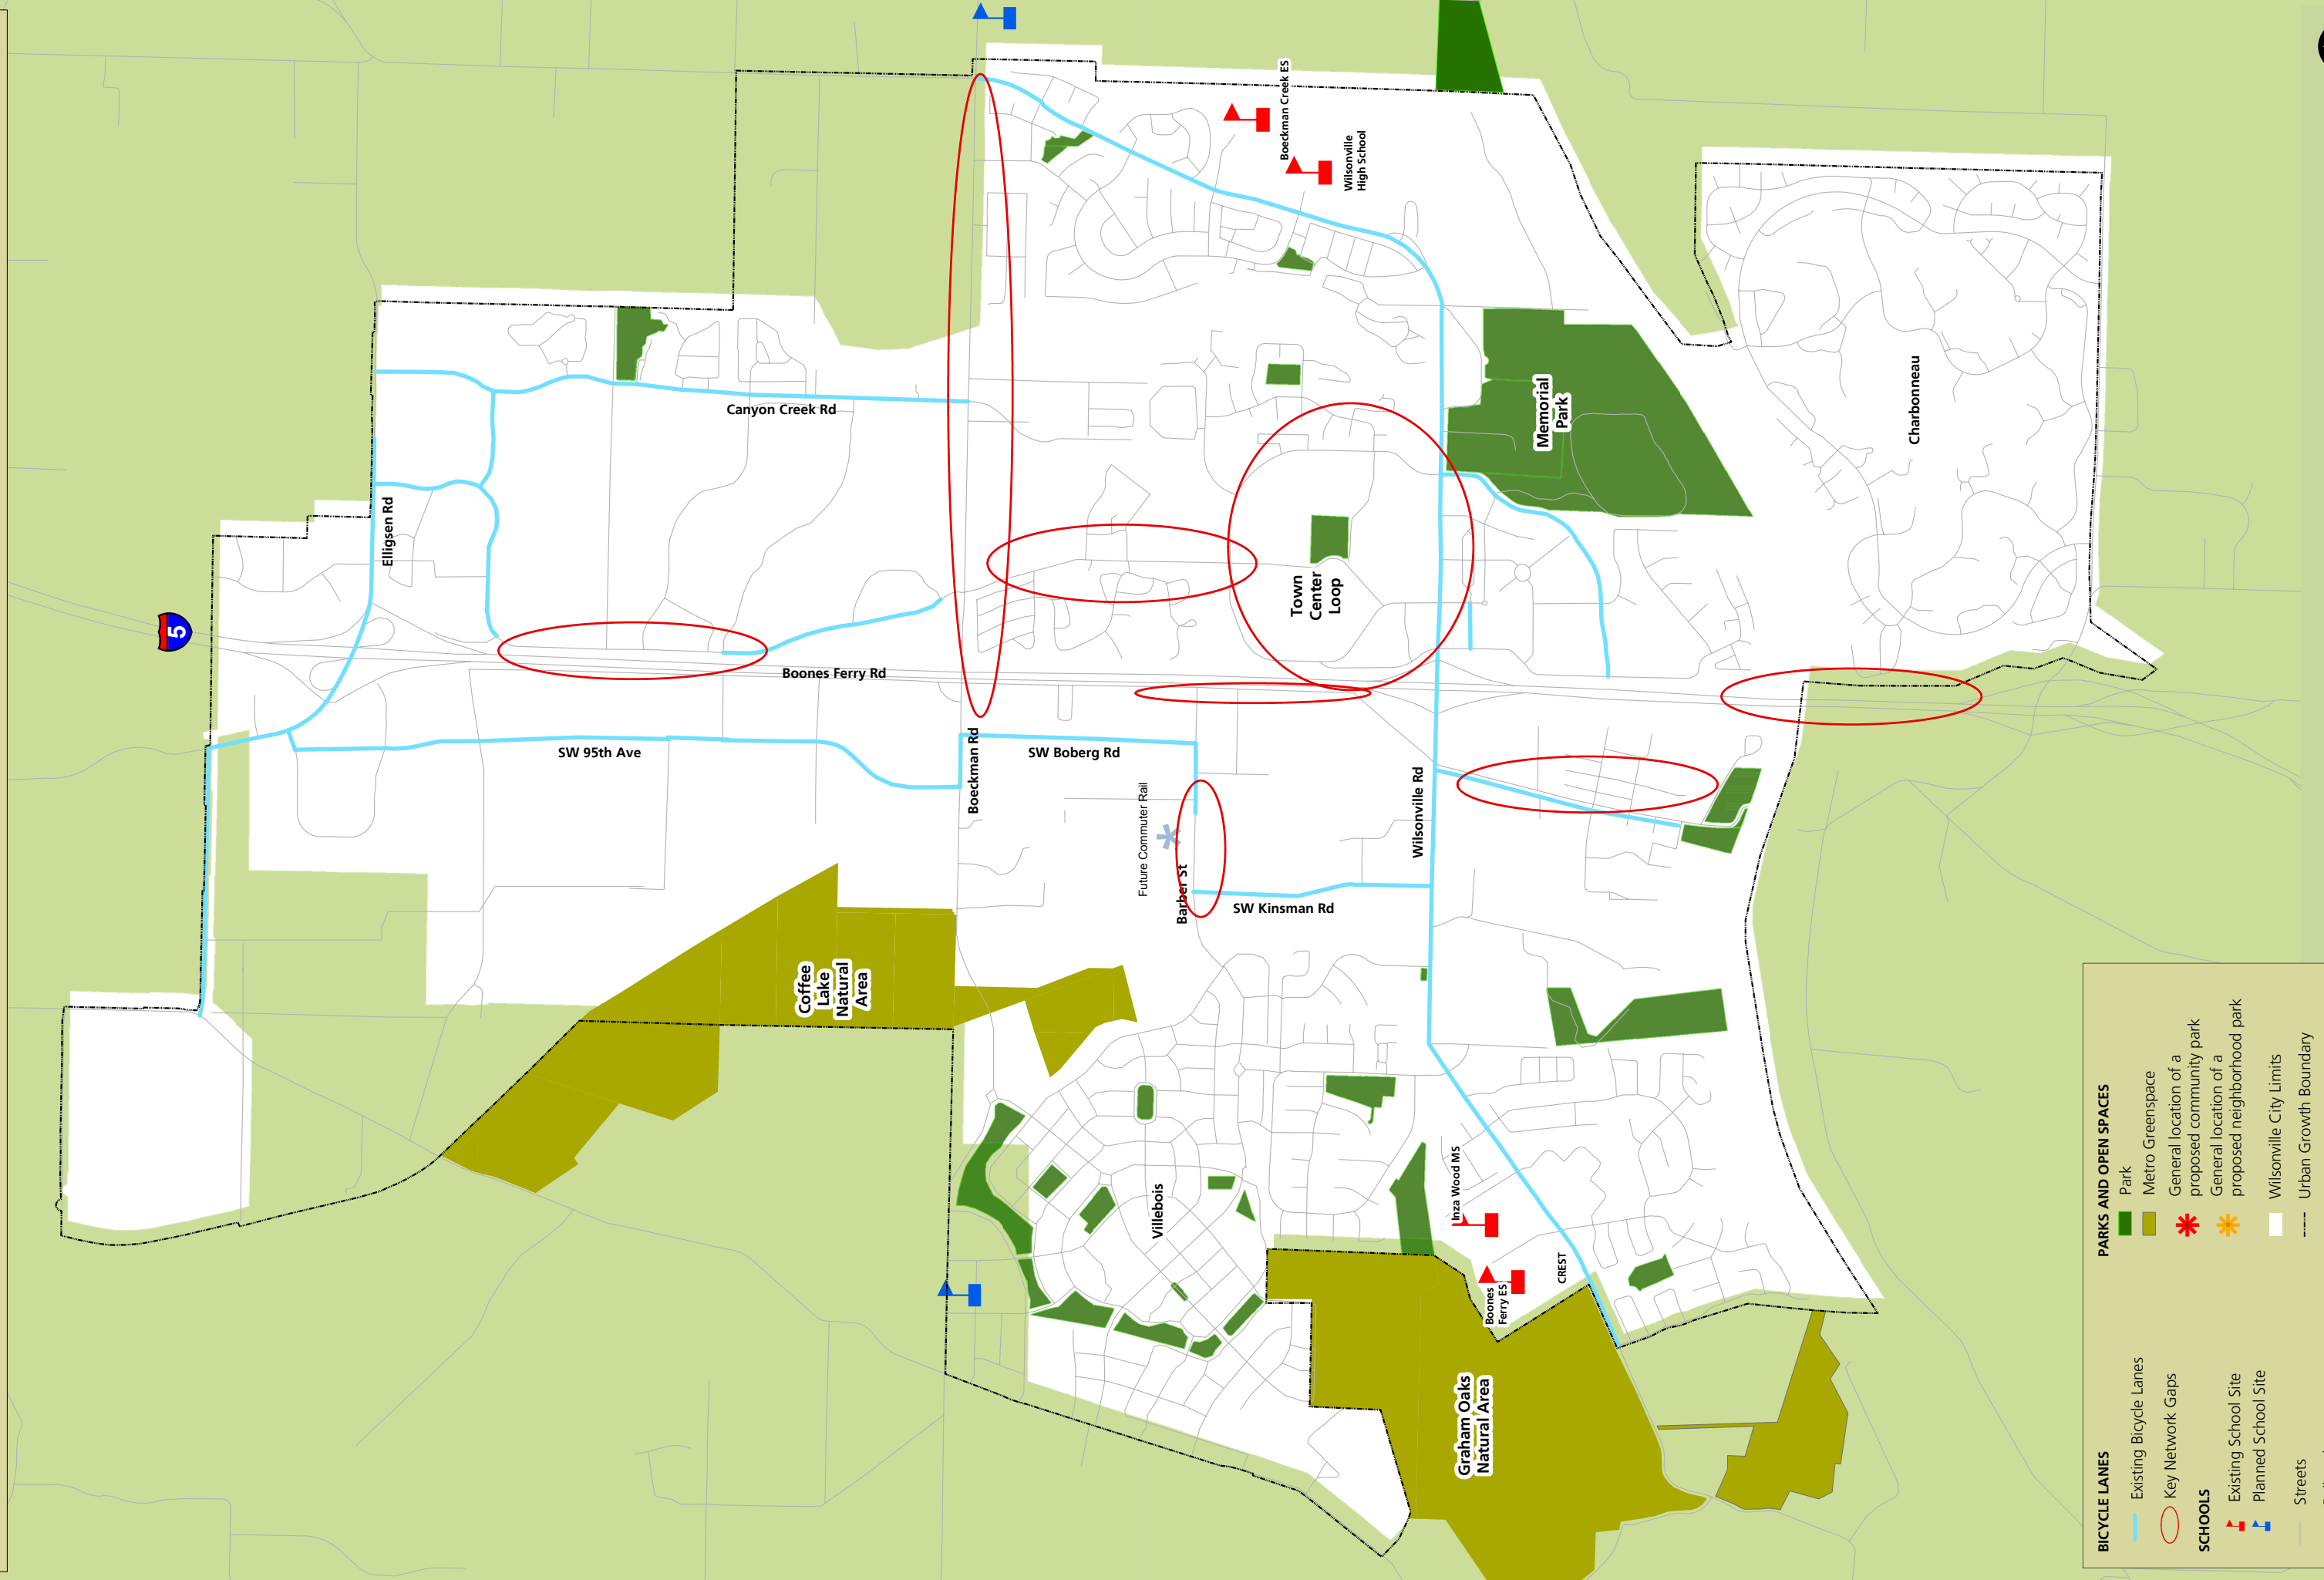 5
Elligsen Rd
Canyon Creek Rd
Boones Ferry Rd
SW 95th Ave
Boeckman Rd
SW Boberg Rd
Future Commuter Rail
Barber St
SW Kinsman Rd
Wilsonville Rd
Boeckman Creek ES
Wilsonville
High School
Memorial
Park
Charbonneau
Town
Center
Loop
Coffee
Lake
Natural
Area
Villebois
Inza Wood MS
Boones
Ferry ES
CREST
Graham Oaks
Natural Area
BICYCLE LANES
Existing Bicycle Lanes
Key Network Gaps
SCHOOLS
Existing School Site
Planned School Site
Streets
PARKS AND OPEN SPACES
Park
Metro Greenspace
General location of a
proposed community park
General location of a
proposed neighborhood park
Wilsonville City Limits
Urban Growth Boundary